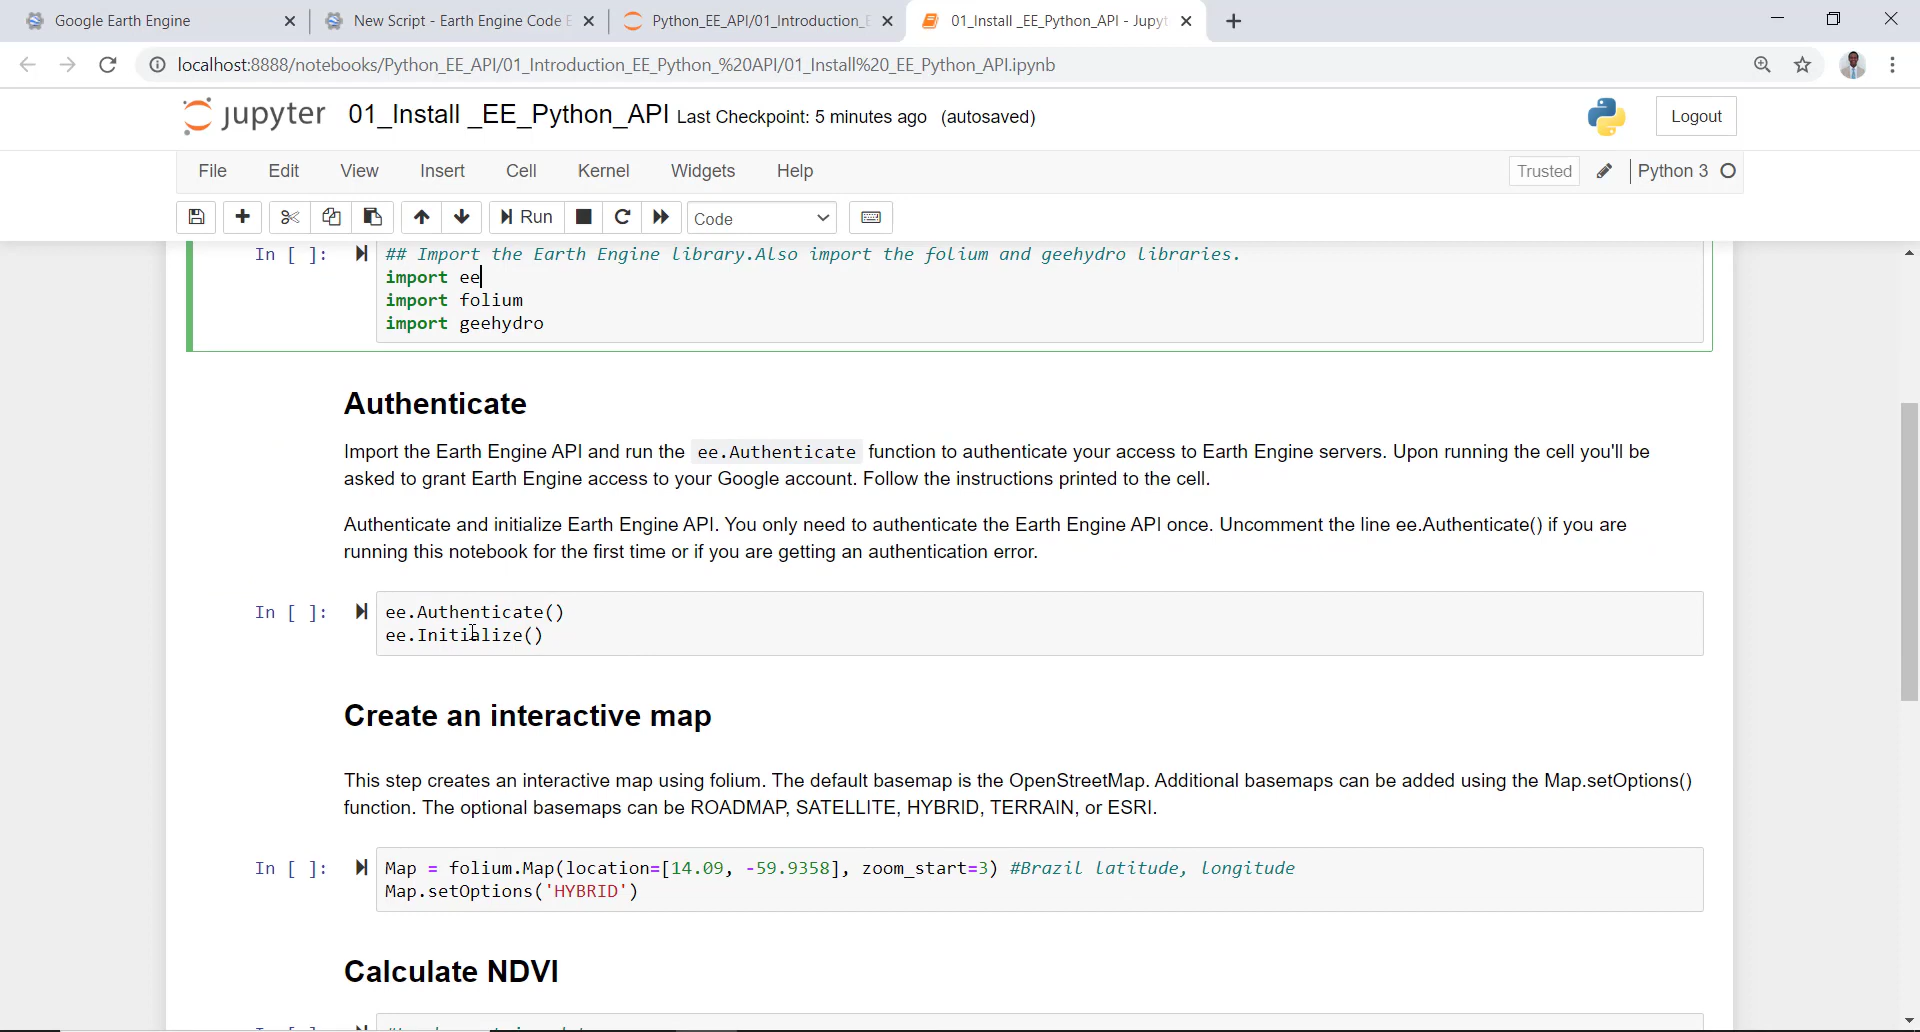 Google Earth Engine
New Script - Earth Engine Code E
Python_EE_API/01_Introduction_E
01_Install _EE_Python_API - Jupyt
localhost:8888/notebooks/Python_EE_API/01_Introduction_EE_Python_%20API/01_Install%20_EE_Python_API.ipynb
jupyter 01_Install _EE_Python_API Last Checkpoint: 5 minutes ago (autosaved)
Logout
File Edit View Insert Cell Kernel Widgets Help
Trusted Python 3
Run Code
In [ ]: ## Import the Earth Engine library.Also import the folium and geehydro libraries.
import ee
import folium
import geehydro
Authenticate
Import the Earth Engine API and run the ee.Authenticate function to authenticate your access to Earth Engine servers. Upon running the cell you'll be
asked to grant Earth Engine access to your Google account. Follow the instructions printed to the cell.
Authenticate and initialize Earth Engine API. You only need to authenticate the Earth Engine API once. Uncomment the line ee.Authenticate() if you are
running this notebook for the first time or if you are getting an authentication error.
In [ ]: ee.Authenticate()
ee.Initialize()
Create an interactive map
This step creates an interactive map using folium. The default basemap is the OpenStreetMap. Additional basemaps can be added using the Map.setOptions()
function. The optional basemaps can be ROADMAP, SATELLITE, HYBRID, TERRAIN, or ESRI.
In [ ]: Map = folium.Map(location=[14.09, -59.9358], zoom_start=3) #Brazil latitude, longitude
Map.setOptions('HYBRID')
Calculate NDVI